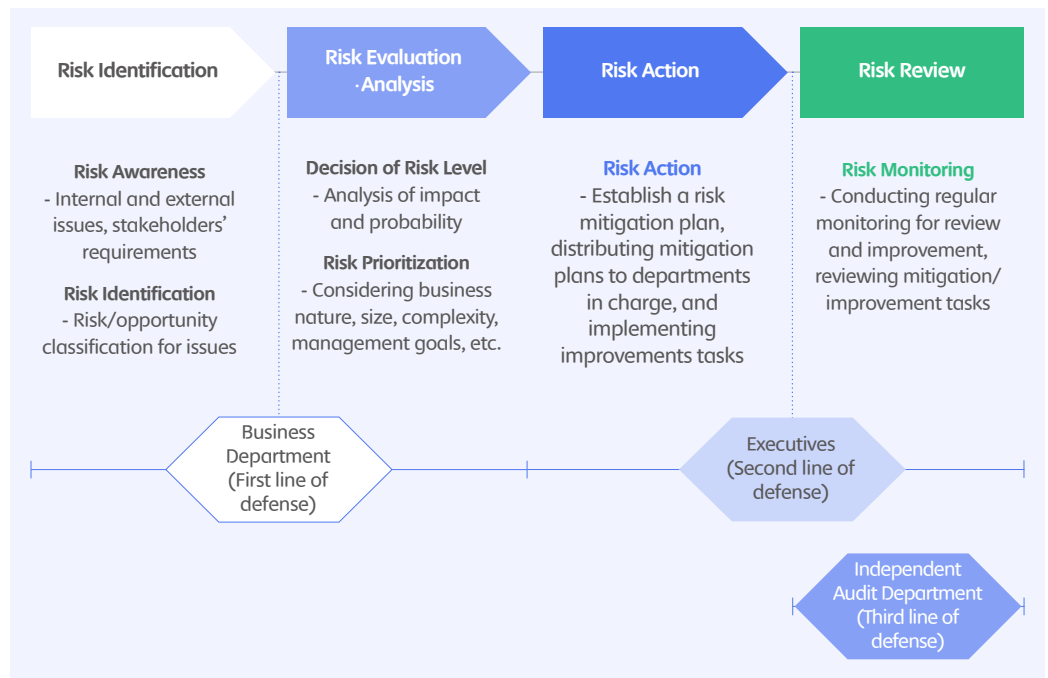 Risk Identification
Risk Evaluation
·Analysis
Risk Action
Risk Review
Risk Awareness
- Internal and external
issues, stakeholders’
requirements
Risk Identification
- Risk/opportunity
classification for issues
Decision of Risk Level
- Analysis of impact
and probability
Risk Prioritization
- Considering business
nature, size, complexity,
management goals, etc.
Risk Action
- Establish a risk
mitigation plan,
distributing mitigation
plans to departments
in charge, and
implementing
improvements tasks
Risk Monitoring
- Conducting regular
monitoring for review
and improvement,
reviewing mitigation/
improvement tasks
Business
Department
(First line of
defense)
Executives
(Second line of
defense)
Independent
Audit Department
(Third line of
defense)